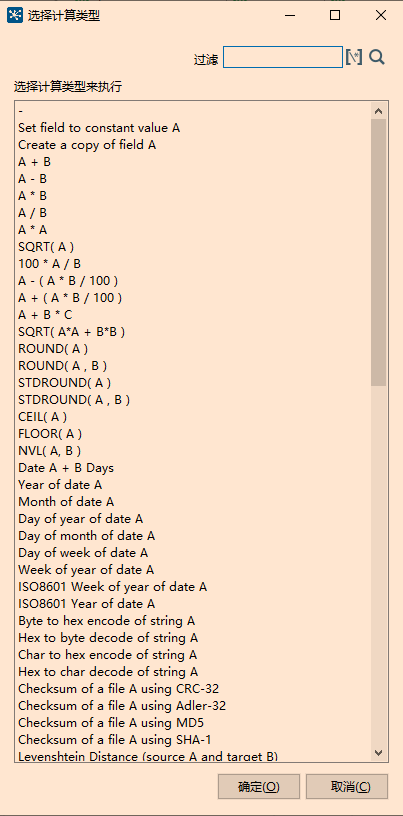 选择计算类型
过滤
选择计算类型来执行
-
Set field to constant value A
Create a copy of field A
A + B
A - B
A * B
A / B
A * A
SQRT( A )
100 * A / B
A - ( A * B / 100 )
A + ( A * B / 100 )
A + B * C
SQRT( A*A + B*B )
ROUND( A )
ROUND( A , B )
STDROUND( A )
STDROUND( A , B )
CEIL( A )
FLOOR( A )
NVL( A, B )
Date A + B Days
Year of date A
Month of date A
Day of year of date A
Day of month of date A
Day of week of date A
Week of year of date A
ISO8601 Week of year of date A
ISO8601 Year of date A
Byte to hex encode of string A
Hex to byte decode of string A
Char to hex encode of string A
Hex to char decode of string A
Checksum of a file A using CRC-32
Checksum of a file A using Adler-32
Checksum of a file A using MD5
Checksum of a file A using SHA-1
Levenshtein Distance (source A and target B)
确定(O) 取消(C)